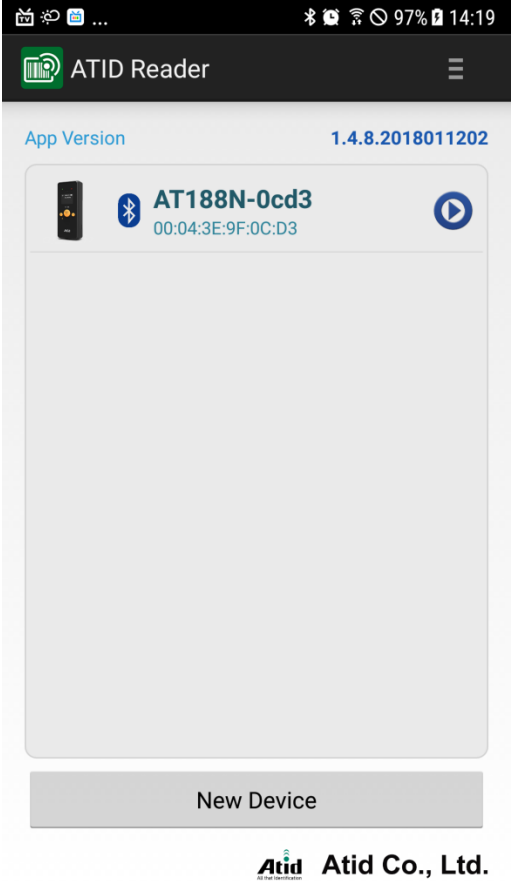 ... 97% 14:19
ATID Reader
App Version 1.4.8.2018011202
AT188N-0cd3
00:04:3E:9F:0C:D3
New Device
Atid Atid Co., Ltd.
All that Identification